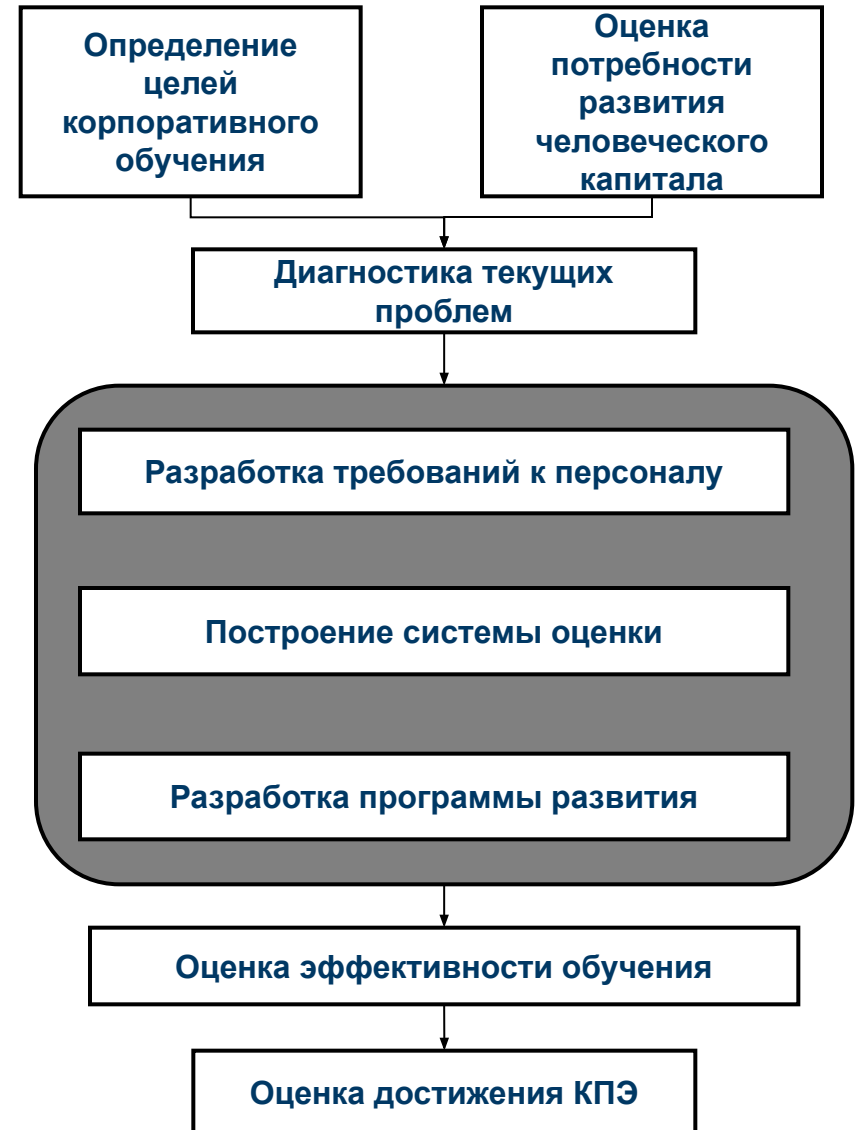 Определение
целей
корпоративного
обучения
Оценка
потребности
развития
человеческого
капитала
Диагностика текущих
проблем
Разработка требований к персоналу
Построение системы оценки
Разработка программы развития
Оценка эффективности обучения
Оценка достижения КПЭ